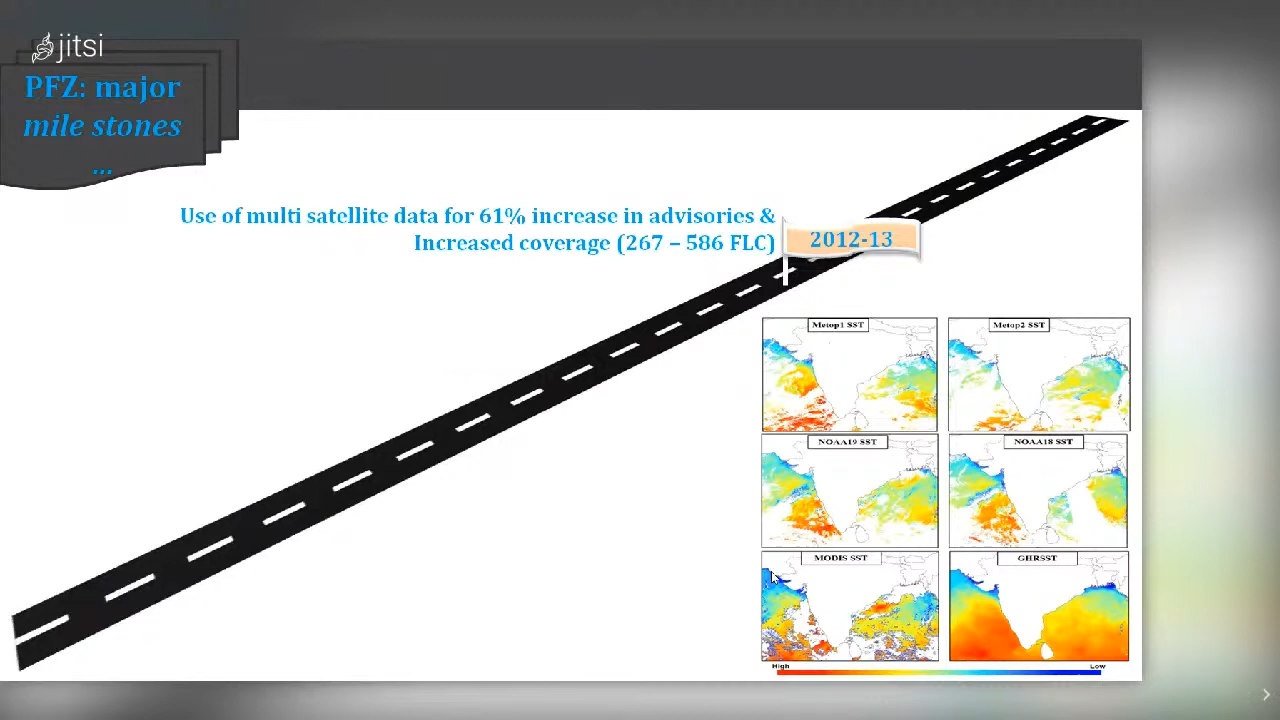 jitsi
PFZ: major
mile stones
...
Use of multi satellite data for 61% increase in advisories &
Increased coverage (267 – 586 FLC)
2012-13
Metop1 SST
Metop2 SST
NOAA19 SST
NOAA18 SST
MODIS SST
GHRSST
High
Low